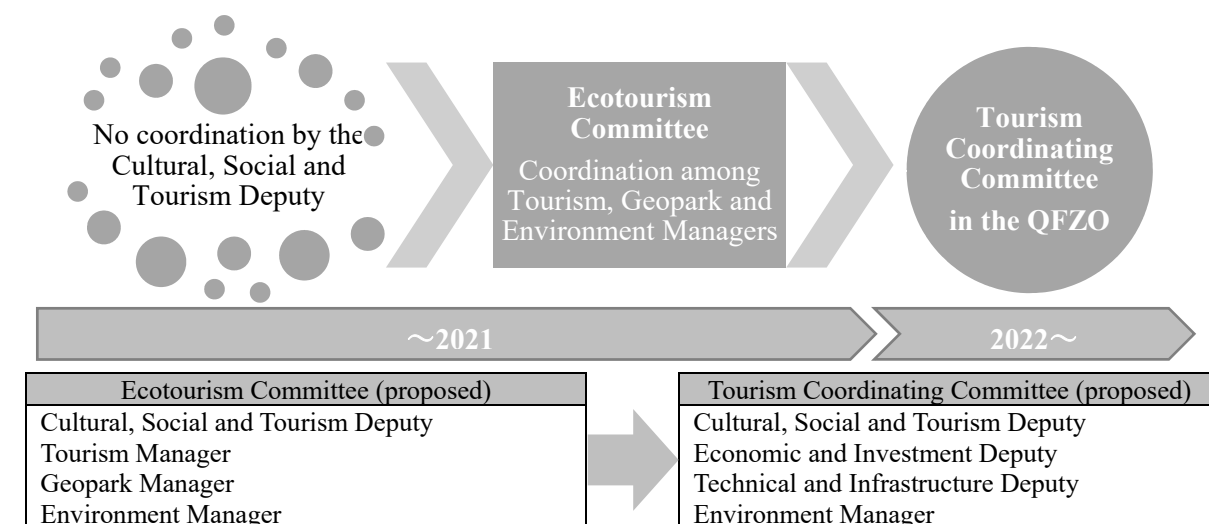 No coordination by the
Cultural, Social and
Tourism Deputy
Ecotourism
Committee
Coordination among
Tourism, Geopark and
Environment Managers
Tourism
Coordinating
Committee
in the QFZO
～2021
2022～
Ecotourism Committee (proposed)
Cultural, Social and Tourism Deputy
Tourism Manager
Geopark Manager
Environment Manager
Tourism Coordinating Committee (proposed)
Cultural, Social and Tourism Deputy
Economic and Investment Deputy
Technical and Infrastructure Deputy
Environment Manager